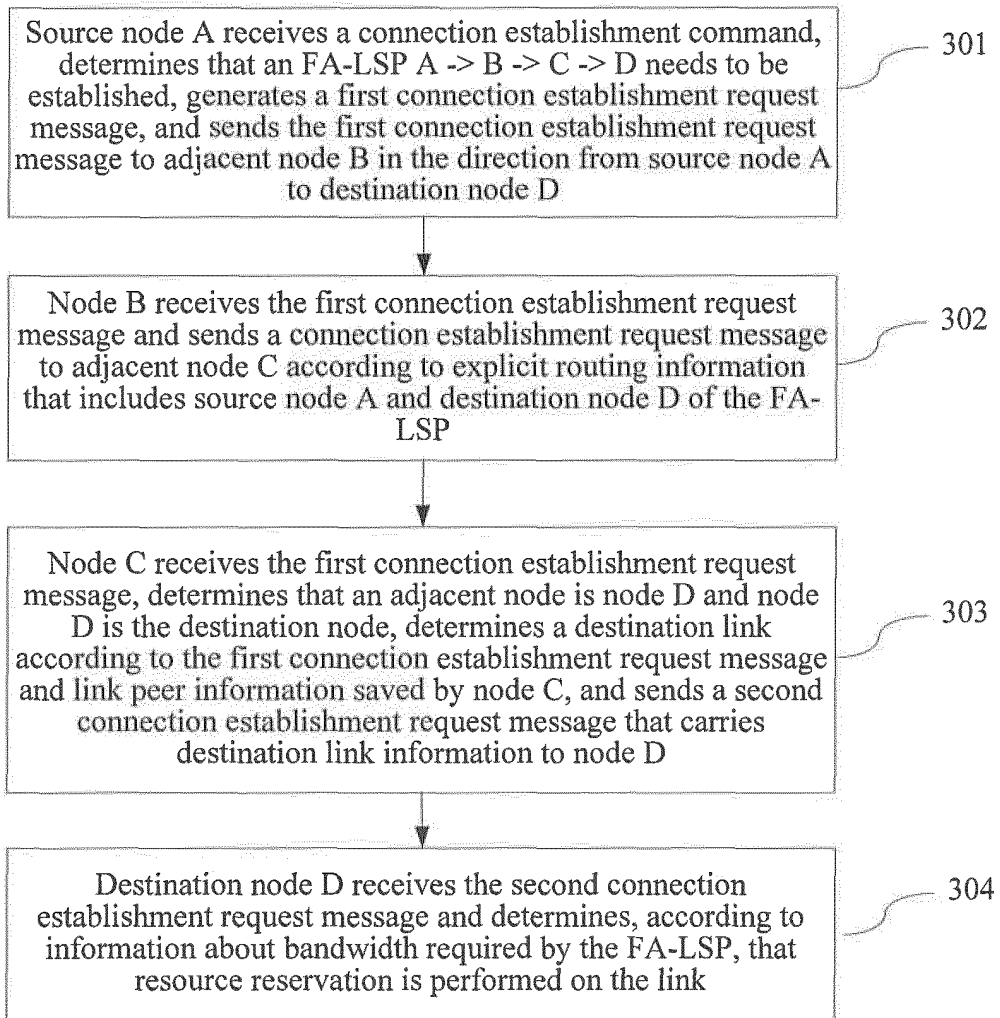 Source node A receives a connection establishment command,
determines that an FA-LSP A -> B -> C -> D needs to be
established, generates a first connection establishment request
message, and sends the first connection establishment request
message to adjacent node B in the direction from source node A
to destination node D
301
Node B receives the first connection establishment request
message and sends a connection establishment request message
to adjacent node C according to explicit routing information
that includes source node A and destination node D of the FA-
LSP
302
Node C receives the first connection establishment request
message, determines that an adjacent node is node D and node
D is the destination node, determines a destination link
according to the first connection establishment request message
and link peer information saved by node C, and sends a second
connection establishment request message that carries
destination link information to node D
303
Destination node D receives the second connection
establishment request message and determines, according to
information about bandwidth required by the FA-LSP, that
resource reservation is performed on the link
304